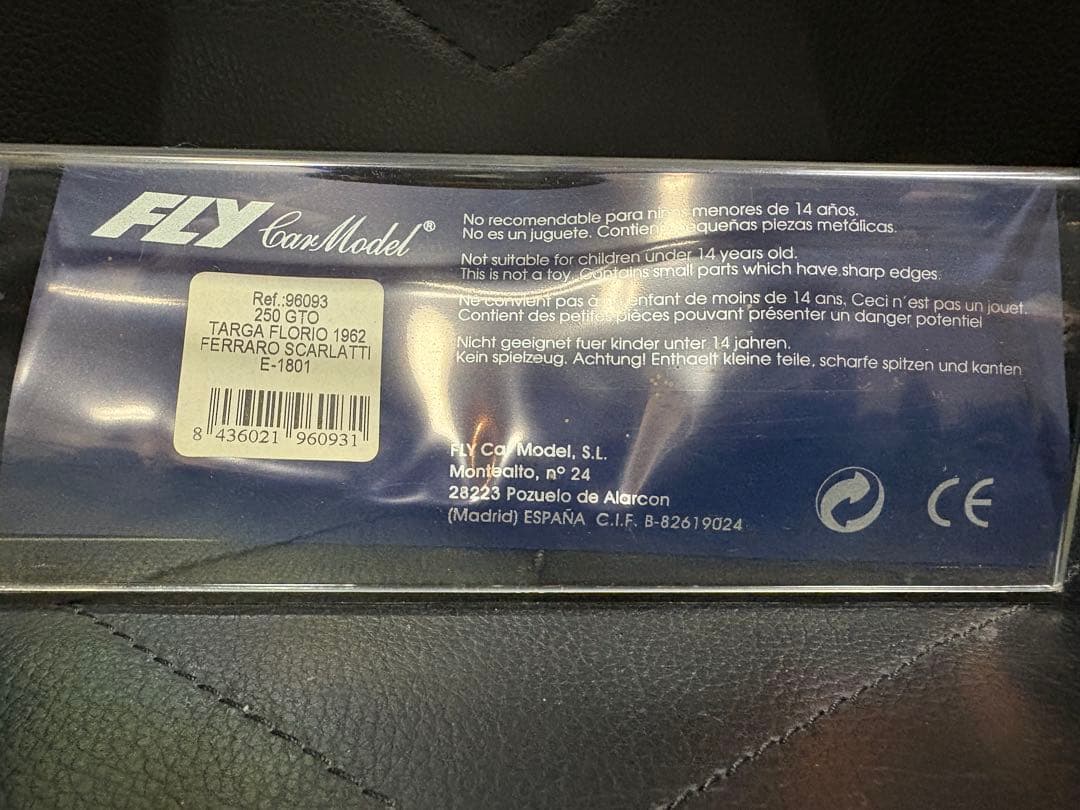 FLY Car Model®
Ref.:96093
250 GTO
TARGA FLORIO 1962
FERRARO SCARLATTI
E-1801
8 436021 960931
No recomendable para niños menores de 14 años.
No es un juguete. Contiene pequeñas piezas metálicas.
Not suitable for children under 14 years old.
This is not a toy. Contains small parts which have sharp edges.
Ne convient pas à enfant de moins de 14 ans. Ceci n'est pas un jouet.
Contient des petites pièces pouvant présenter un danger potentiel
Nicht geeignet fuer kinder unter 14 jahren.
Kein spielzeug. Achtung! Enthaelt kleine teile, scharfe spitzen und kanten
FLY Car Model, S.L.
Montealto, nº 24
28223 Pozuelo de Alarcon
(Madrid) ESPAÑA C.I.F. B-82619024
CE